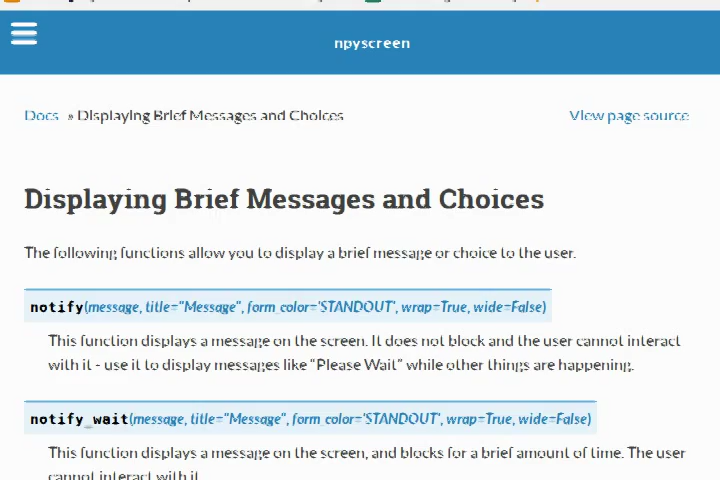 npyscreen
Docs » Displaying Brief Messages and Choices
View page source
Displaying Brief Messages and Choices
The following functions allow you to display a brief message or choice to the user.
notify(message, title="Message", form_color='STANDOUT', wrap=True, wide=False)
This function displays a message on the screen. It does not block and the user cannot interact
with it - use it to display messages like “Please Wait” while other things are happening.
notify_wait(message, title="Message", form_color='STANDOUT', wrap=True, wide=False)
This function displays a message on the screen, and blocks for a brief amount of time. The user
cannot interact with it